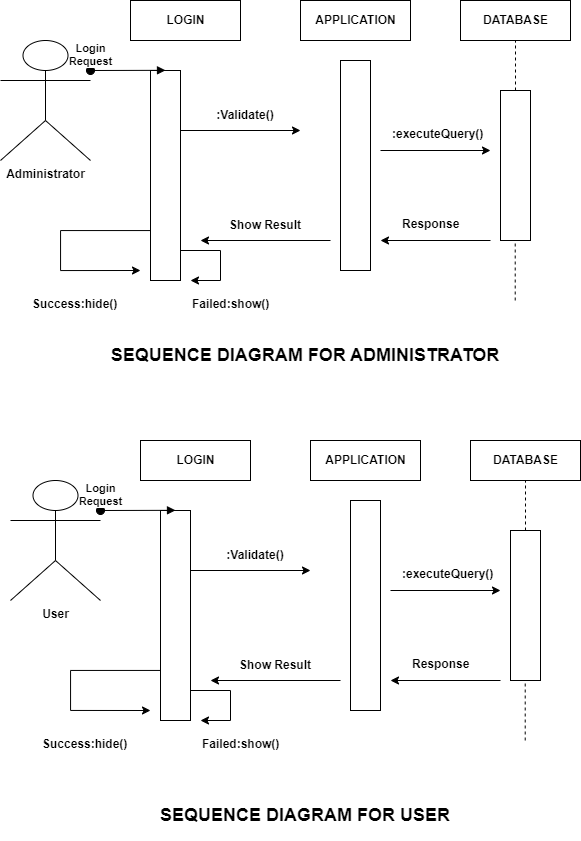 LOGIN
APPLICATION
DATABASE
Login
Request
:Validate()
:executeQuery()
Administrator
Show Result
Response
Success:hide()
Failed:show()
SEQUENCE DIAGRAM FOR ADMINISTRATOR
LOGIN
APPLICATION
DATABASE
Login
Request
:Validate()
:executeQuery()
User
Show Result
Response
Success:hide()
Failed:show()
SEQUENCE DIAGRAM FOR USER